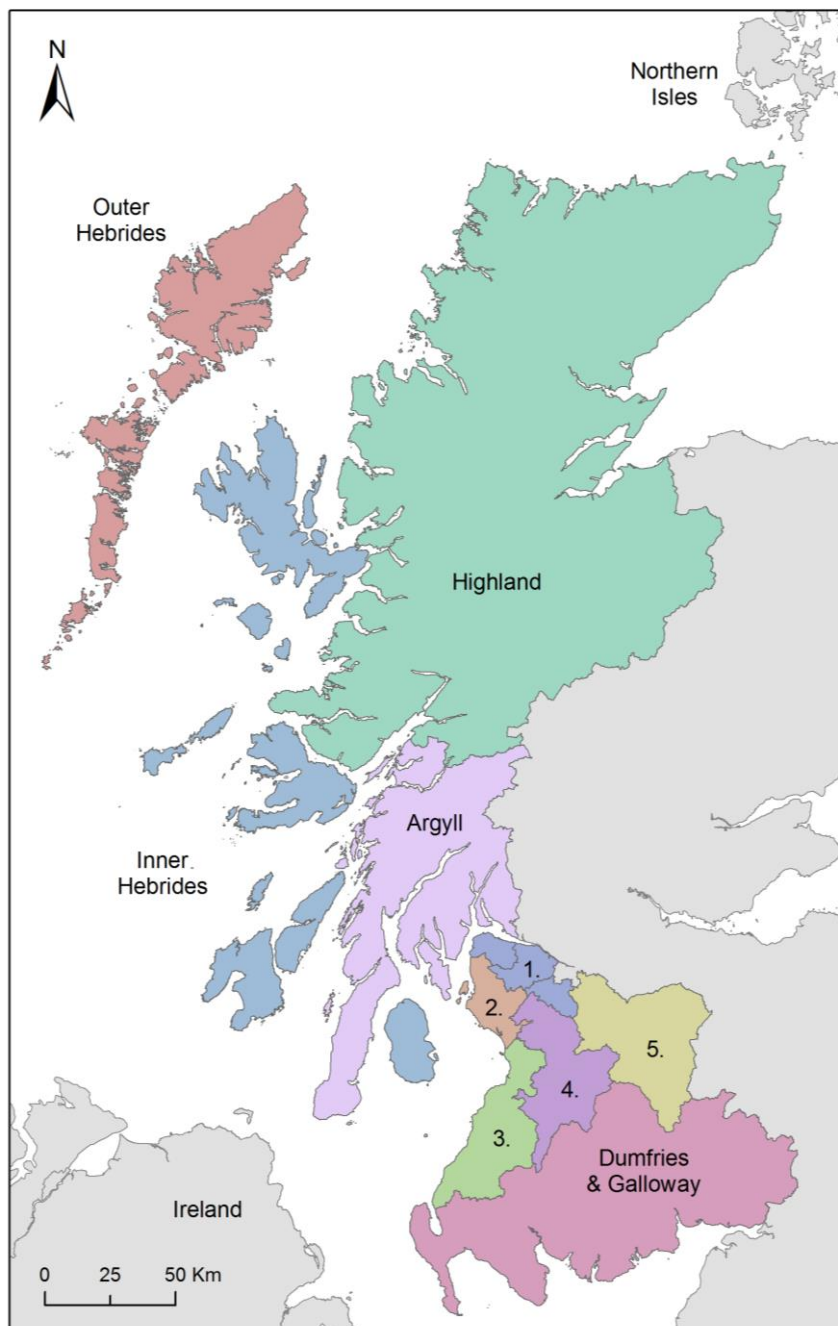 N
Northern
Isles
Outer
Hebrides
Highland
Argyll
Inner
Hebrides
1.
2.
5.
4.
3.
Dumfries
& Galloway
Ireland
0 25 50 Km